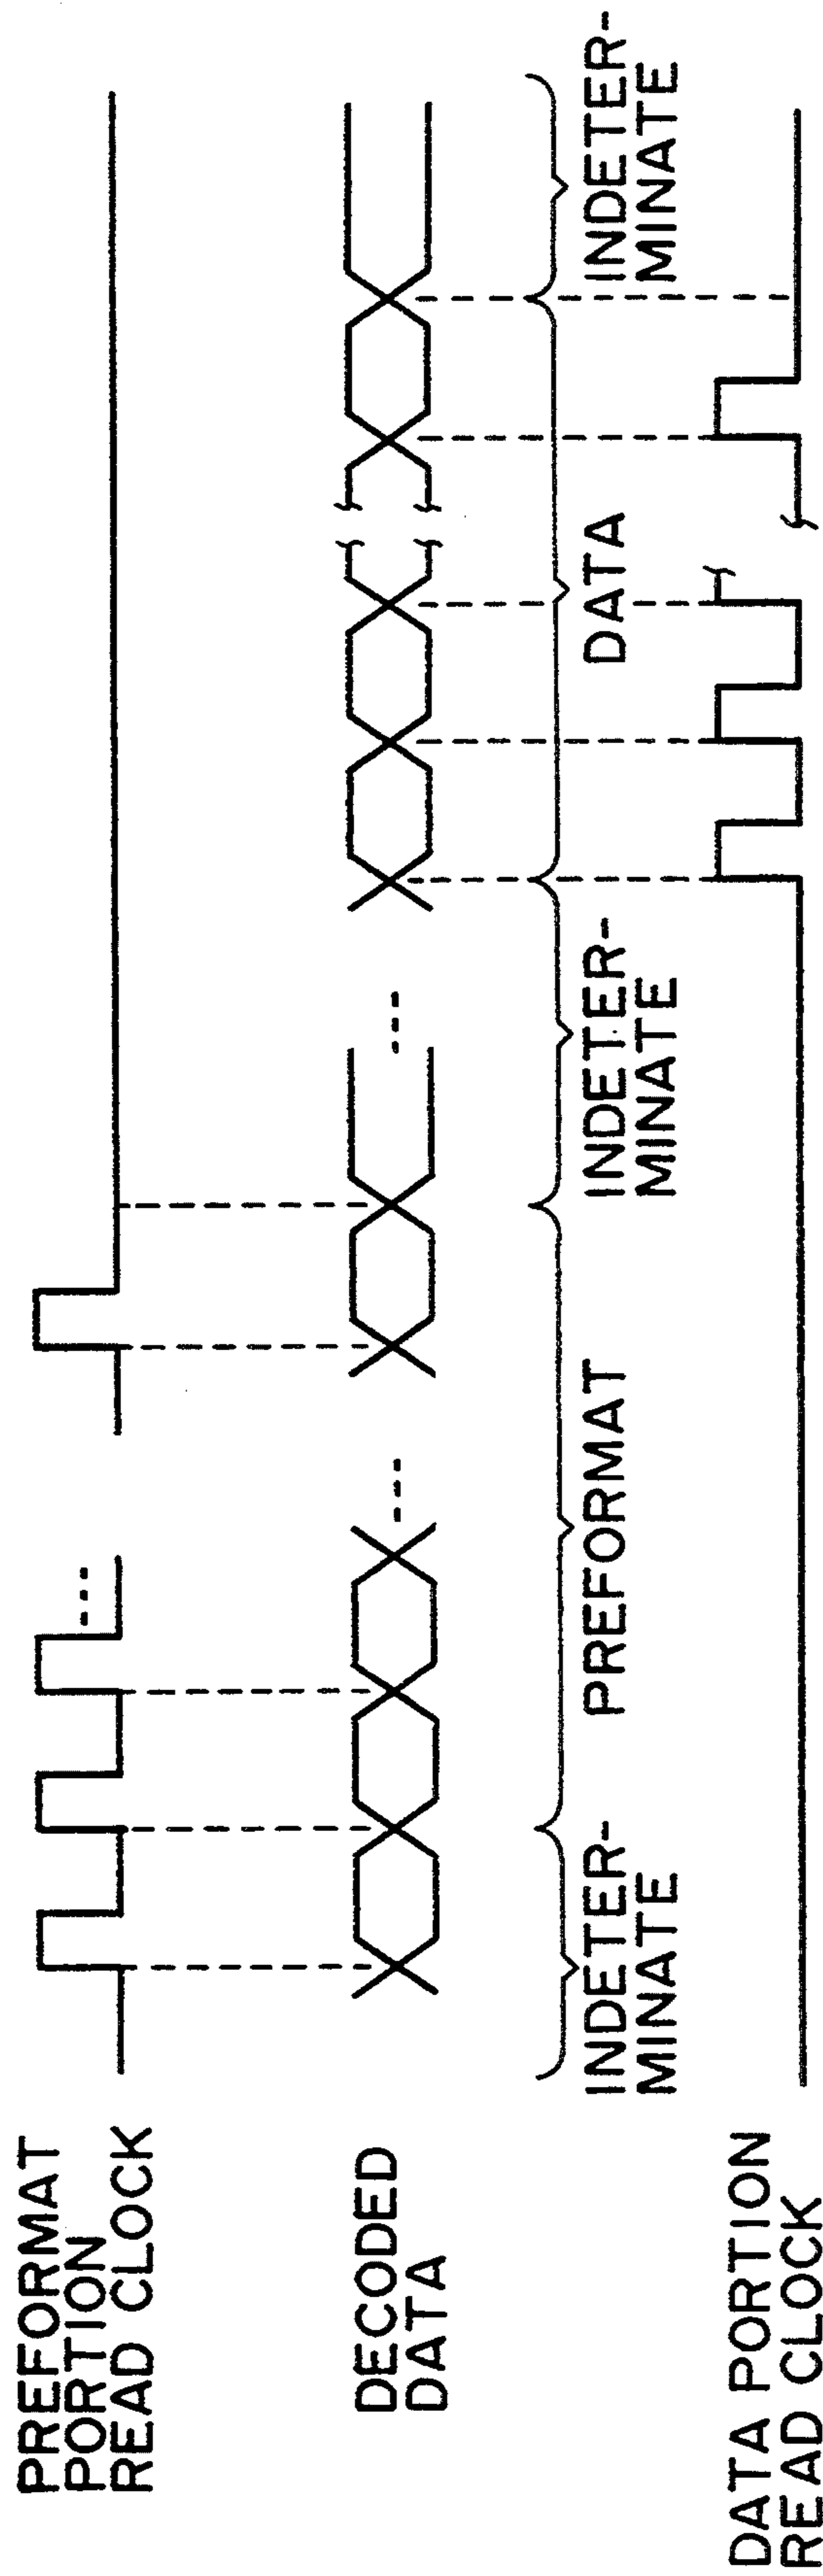 PREFORMAT
PORTION
READ CLOCK
DECODED
DATA
INDETER-
MINATE
PREFORMAT
INDETER-
MINATE
DATA
INDETER-
MINATE
DATA PORTION
READ CLOCK